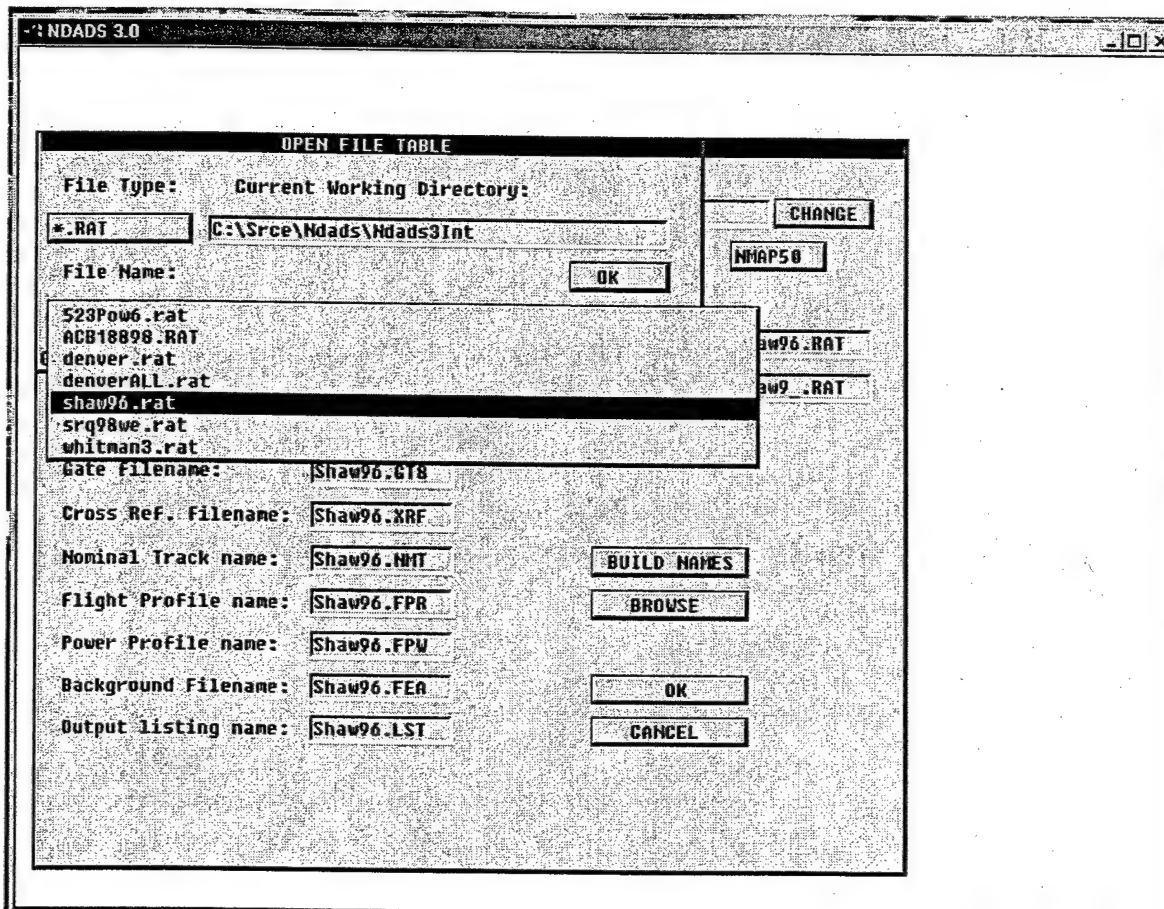 NDADS 3.0
OPEN FILE TABLE
File Type: Current Working Directory:
*.RAT C:\Srce\Ndads\Ndads3Int
CHANGE
File Name: OK
NMAP50
523Pow6.rat
ACB18898.RAT
denver.rat
denverALL.rat
shaw96.rat
srq98we.rat
whitman3.rat
aw96.RAT
aw9_.RAT
Gate filename: Shaw96.GTB
Cross Ref. Filename: Shaw96.XRF
Nominal Track name: Shaw96.NMT
BUILD NAMES
Flight Profile name: Shaw96.FPR
BROWSE
Power Profile name: Shaw96.FPW
Background Filename: Shaw96.FEA
OK
Output listing name: Shaw96.LST
CANCEL